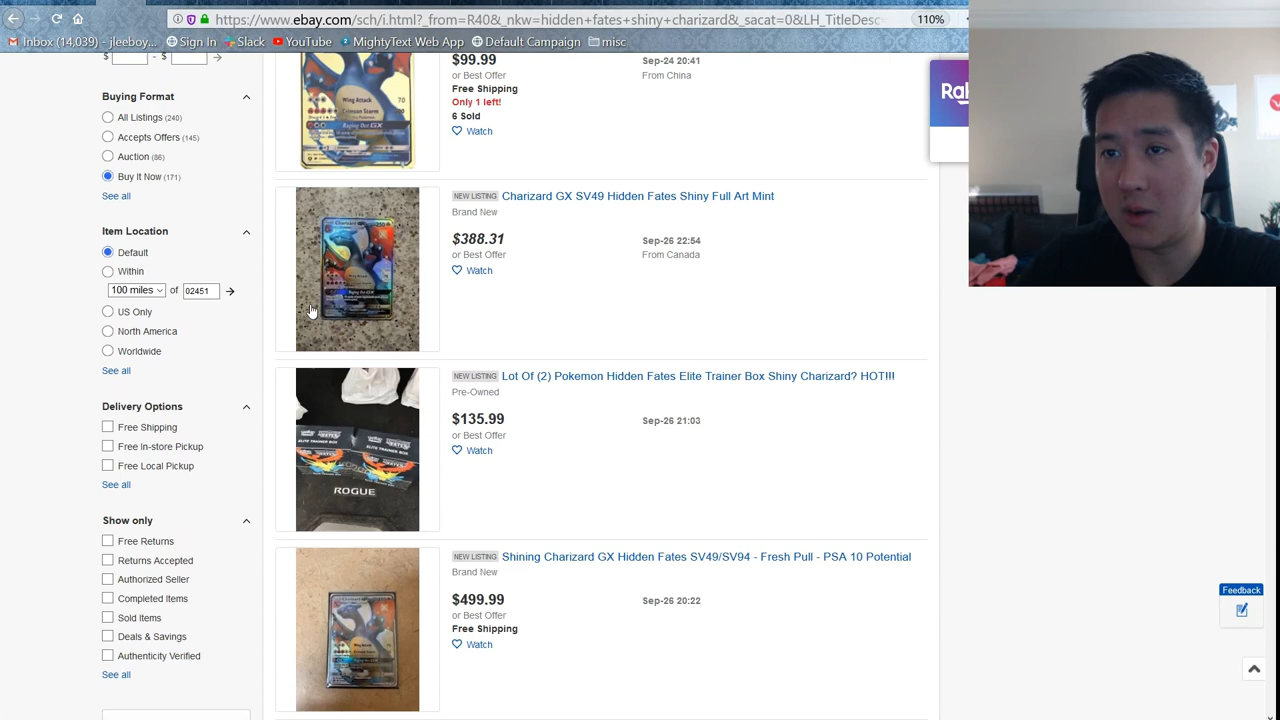 https://www.ebay.com/sch/i.html?_from=R40&_nkw=hidden+fates+shiny+charizard&_sacat=0&LH_TitleDesc
110%
Inbox (14,039) - jleeboy...
Sign In
Slack
YouTube
MightyText Web App
Default Campaign
misc
$ - $
Buying Format
All Listings (240)
Accepts Offers (145)
Auction (86)
Buy It Now (171)
See all
Item Location
Default
Within
100 miles of 02451
US Only
North America
Worldwide
See all
Delivery Options
Free Shipping
Free In-store Pickup
Free Local Pickup
See all
Show only
Free Returns
Returns Accepted
Authorized Seller
Completed Items
Sold Items
Deals & Savings
Authenticity Verified
See all
Wing Attack 70
Crimson Storm
Raging Out GX
$99.99
Sep-24 20:41
or Best Offer
From China
Free Shipping
Only 1 left!
6 Sold
Watch
NEW LISTING Charizard GX SV49 Hidden Fates Shiny Full Art Mint
Brand New
$388.31
Sep-26 22:54
or Best Offer
From Canada
Watch
NEW LISTING Lot Of (2) Pokemon Hidden Fates Elite Trainer Box Shiny Charizard? HOT!!!
Pre-Owned
$135.99
Sep-26 21:03
or Best Offer
Watch
ROGUE
NEW LISTING Shining Charizard GX Hidden Fates SV49/SV94 - Fresh Pull - PSA 10 Potential
Brand New
$499.99
Sep-26 20:22
or Best Offer
Free Shipping
Watch
Feedback